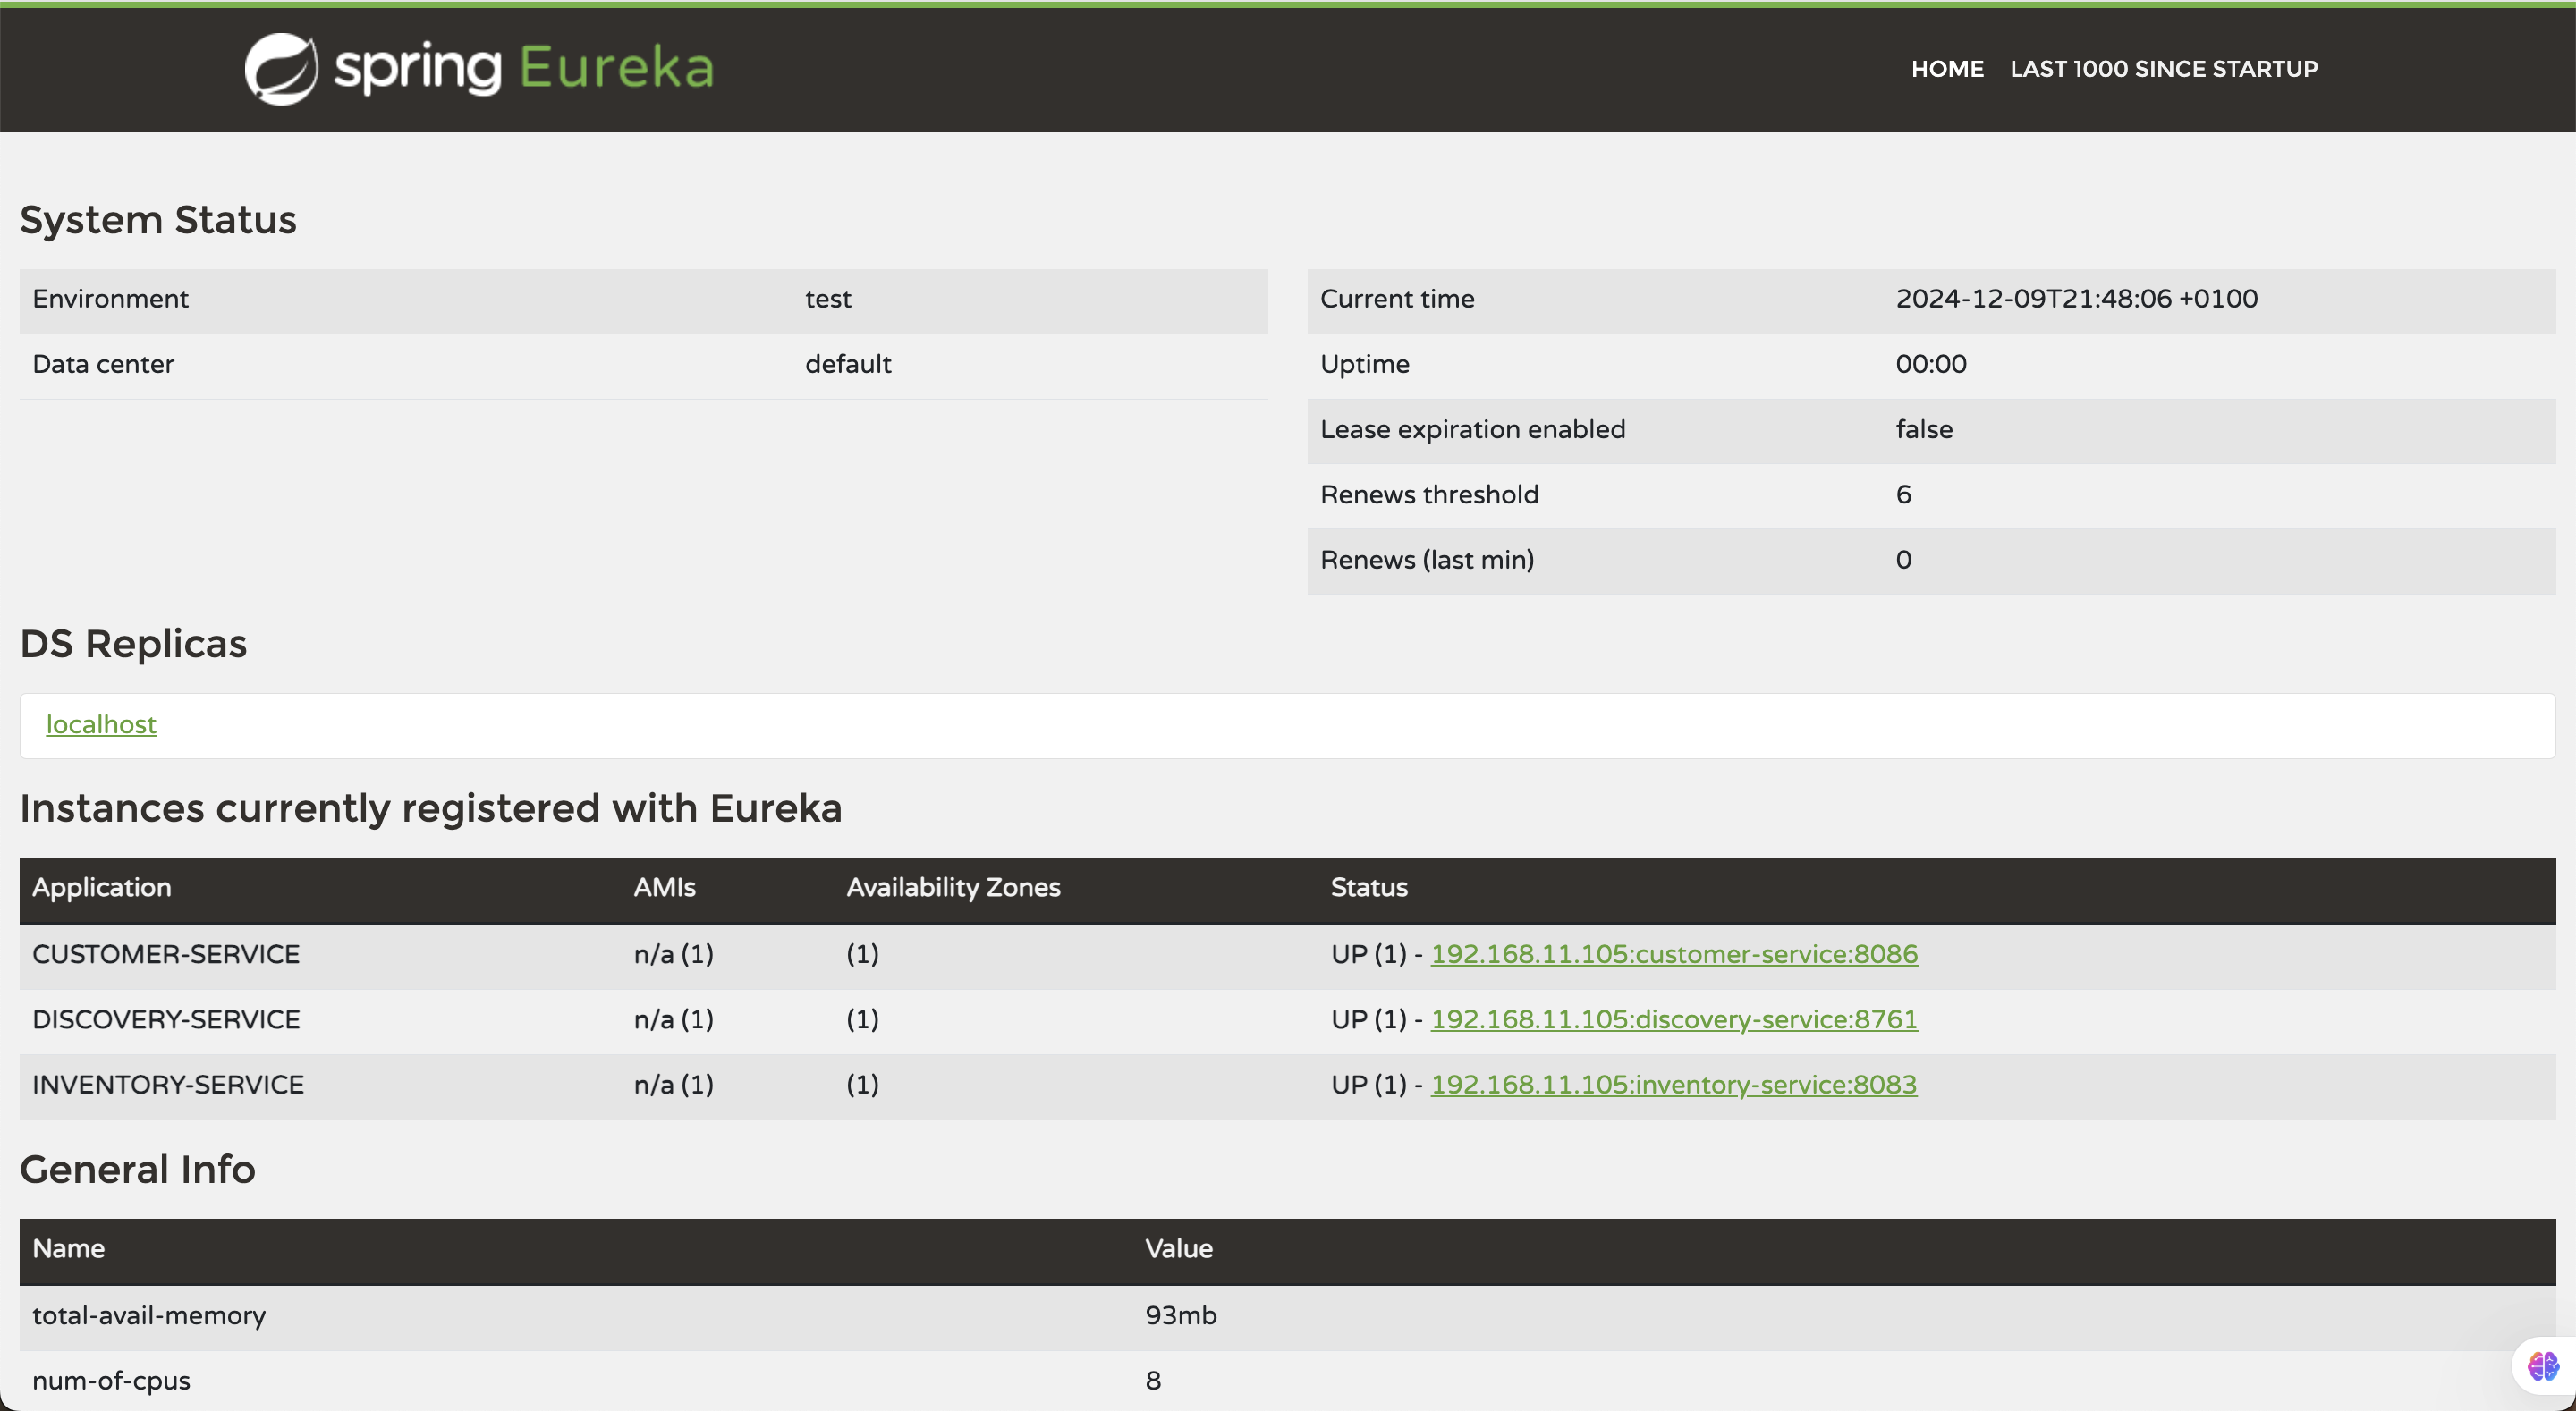 spring Eureka
HOME LAST 1000 SINCE STARTUP
System Status
Environment test
Data center default
Current time 2024-12-09T21:48:06 +0100
Uptime 00:00
Lease expiration enabled false
Renews threshold 6
Renews (last min) 0
DS Replicas
localhost
Instances currently registered with Eureka
Application AMIs Availability Zones Status
CUSTOMER-SERVICE n/a (1) (1) UP (1) - 192.168.11.105:customer-service:8086
DISCOVERY-SERVICE n/a (1) (1) UP (1) - 192.168.11.105:discovery-service:8761
INVENTORY-SERVICE n/a (1) (1) UP (1) - 192.168.11.105:inventory-service:8083
General Info
Name Value
total-avail-memory 93mb
num-of-cpus 8